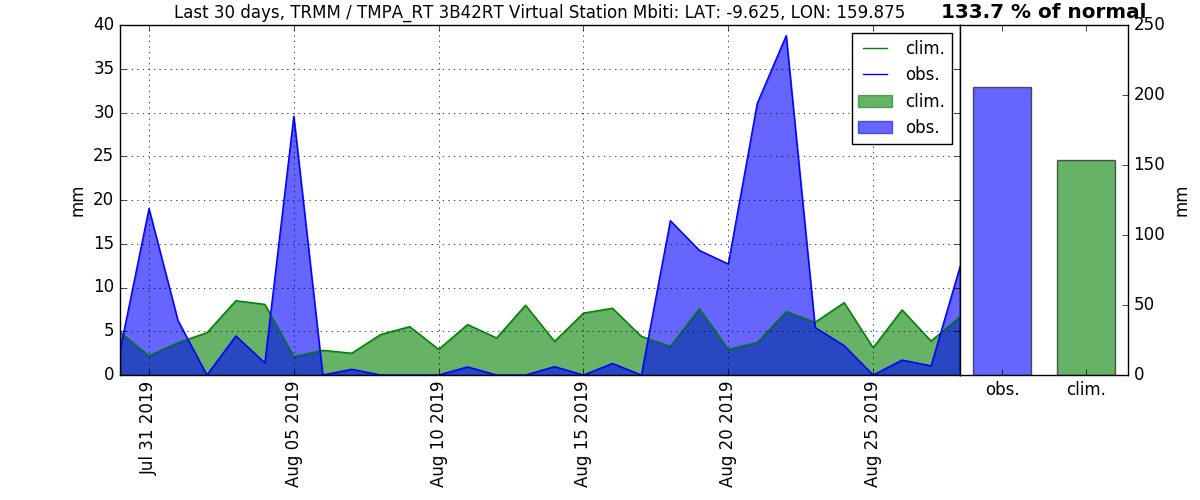 Last 30 days, TRMM / TMPA_RT 3B42RT Virtual Station Mbiti: LAT: -9.625, LON: 159.875
133.7 % of normal
40
35
30
25
20
15
10
5
0
mm
clim.
obs.
clim.
obs.
Jul 31 2019
Aug 05 2019
Aug 10 2019
Aug 15 2019
Aug 20 2019
Aug 25 2019
250
200
150
100
50
0
mm
obs.
clim.